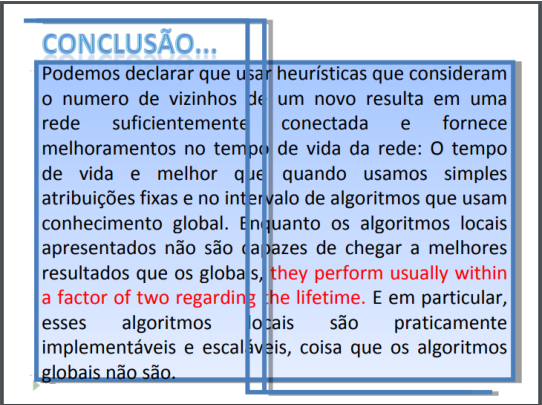 CONCLUSÃO...
Podemos declarar que usar heurísticas que consideram
o numero de vizinhos de um novo resulta em uma
rede suficientemente conectada e fornece
melhoramentos no tempo de vida da rede: O tempo
de vida e melhor que quando usamos simples
atribuições fixas e no intervalo de algoritmos que usam
conhecimento global. Enquanto os algoritmos locais
apresentados não são capazes de chegar a melhores
resultados que os globais, they perform usually within
a factor of two regarding the lifetime. E em particular,
esses algoritmos locais são praticamente
implementáveis e escaláveis, coisa que os algoritmos
globais não são.